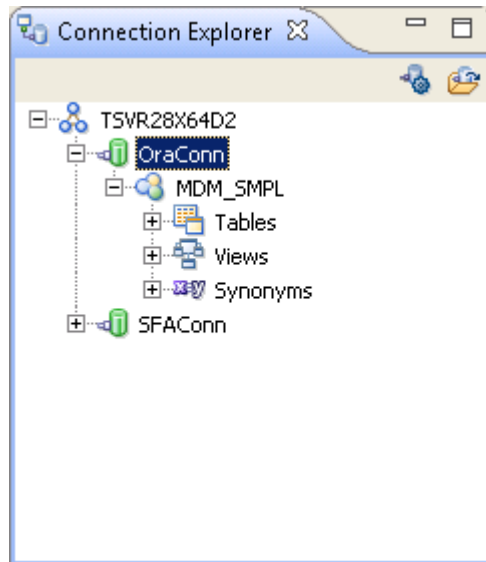 Connection Explorer
TSVR28X64D2
OraConn
MDM_SMPL
Tables
Views
x=y Synonyms
SFAConn